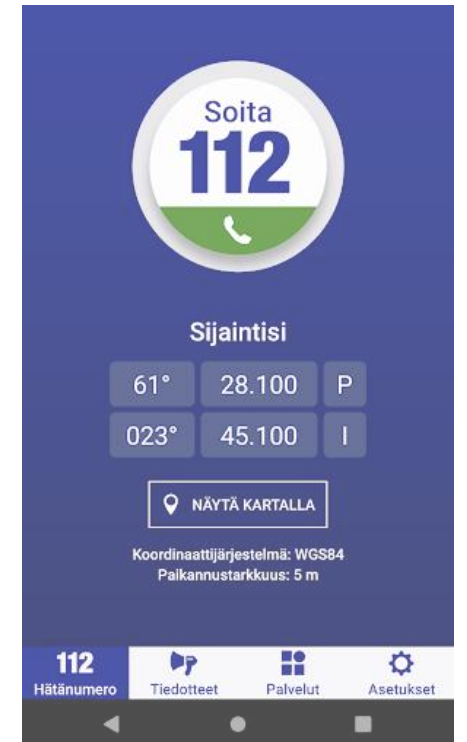 Soita
112
Sijaintisi
61° 28.100 P
023° 45.100 I
NÄYTÄ KARTALLA
Koordinaattijärjestelmä: WGS84
Paikannustarkkuus: 5 m
112
Hätänumero Tiedotteet Palvelut Asetukset